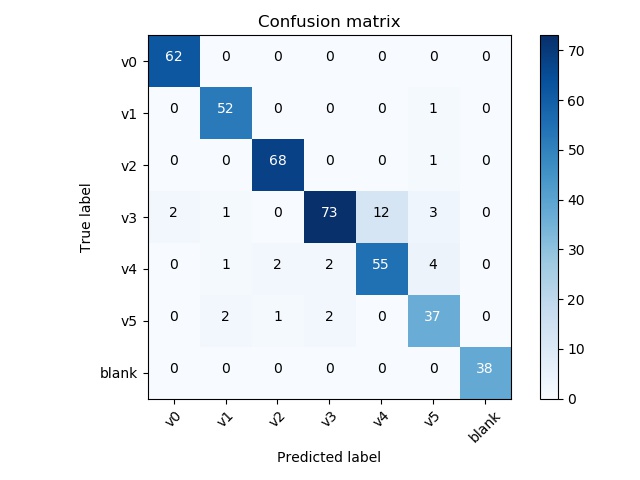 Confusion matrix
True label
v0 62 0 0 0 0 0 0
v1 0 52 0 0 0 1 0
v2 0 0 68 0 0 1 0
v3 2 1 0 73 12 3 0
v4 0 1 2 2 55 4 0
v5 0 2 1 2 0 37 0
blank 0 0 0 0 0 0 38
v0 v1 v2 v3 v4 v5 blank
Predicted label
70
60
50
40
30
20
10
0